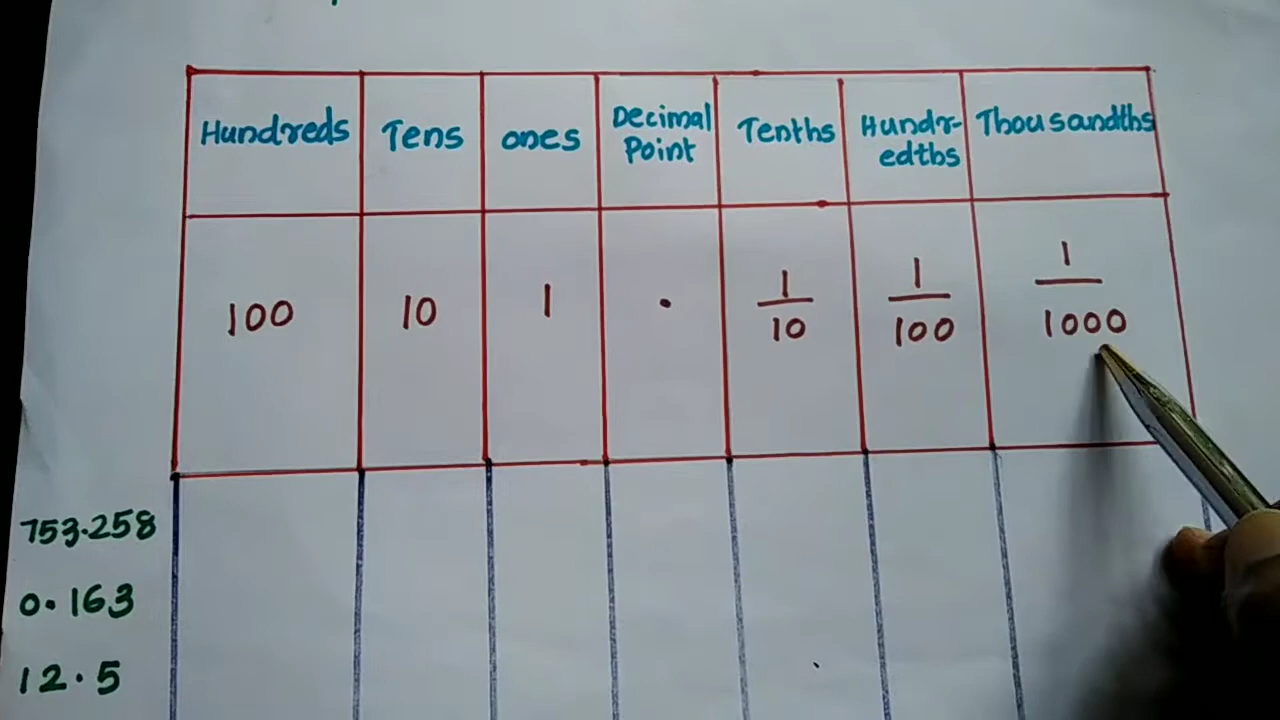 Hundreds Tens ones Decimal Point Tenths Hundr-edths Thousandths
100 10 1 . 1/10 1/100 1/1000
753.258
0.163
12.5